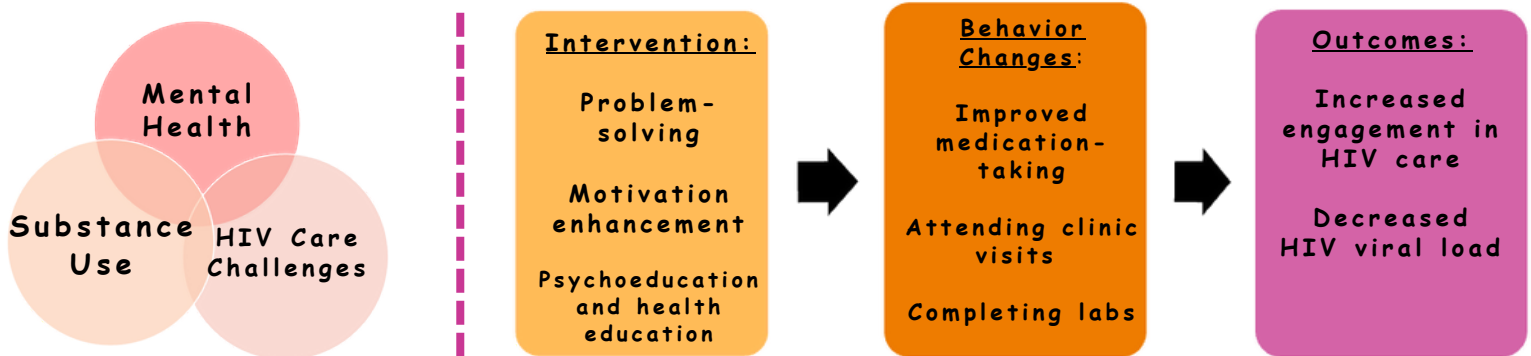 Mental
Health
Substance
Use
HIV Care
Challenges
Intervention:
Problem-
solving
Motivation
enhancement
Psychoeducation
and health
education
Behavior
Changes:
Improved
medication-
taking
Attending clinic
visits
Completing labs
Outcomes:
Increased
engagement in
HIV care
Decreased
HIV viral load